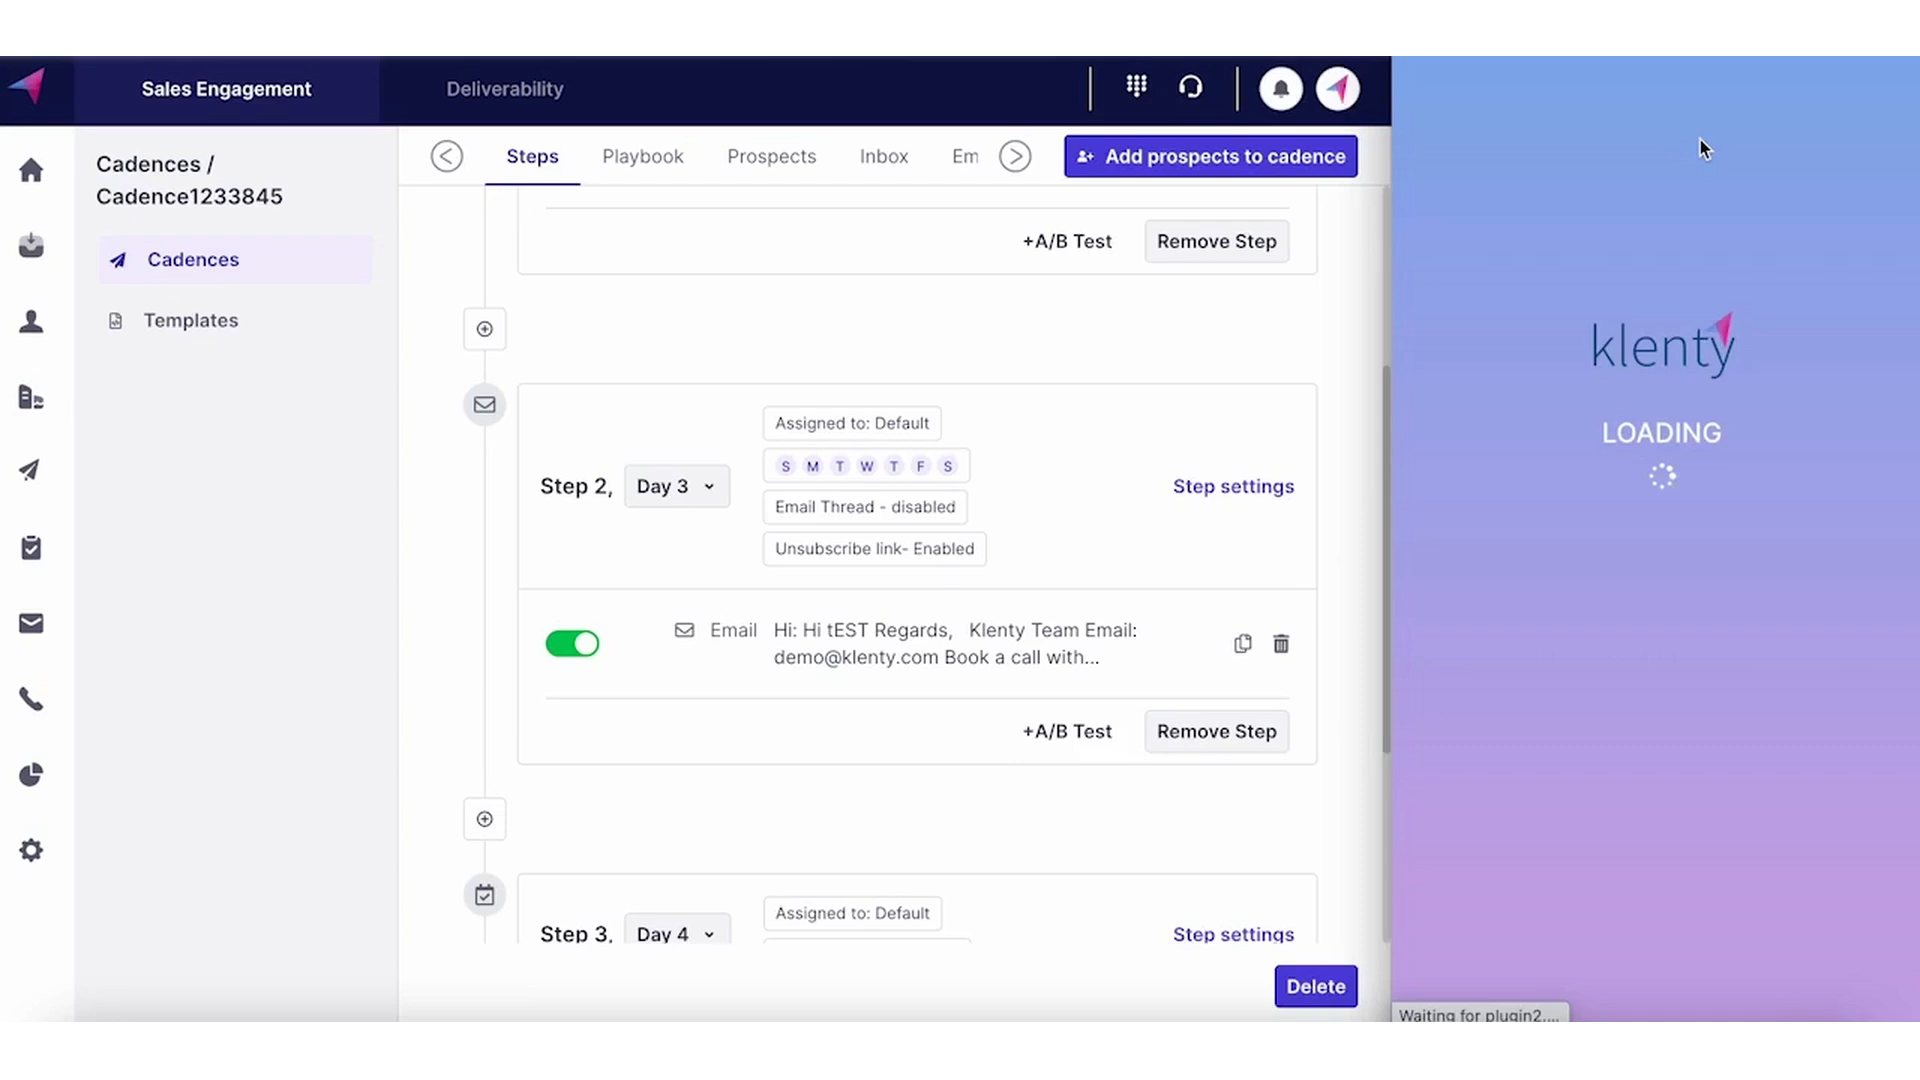 Sales Engagement
Deliverability
Cadences /
Cadence1233845
Cadences
Templates
Steps
Playbook
Prospects
Inbox
Em
Add prospects to cadence
+A/B Test
Remove Step
Step 2,
Day 3
Assigned to: Default
S M T W T F S
Email Thread - disabled
Unsubscribe link- Enabled
Step settings
Email
Hi: Hi tEST Regards, Klenty Team Email:
demo@klenty.com Book a call with...
+A/B Test
Remove Step
Step 3,
Day 4
Assigned to: Default
Step settings
Delete
klenty
LOADING
Waiting for plugin2....